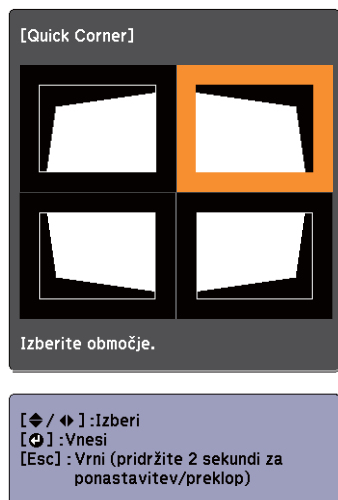 [Quick Corner]
Izberite območje.
[ / ] :Izberi
[ ] :Vnesi
[Esc] : Vrni (pridržite 2 sekundi za
ponastavitev/preklop)